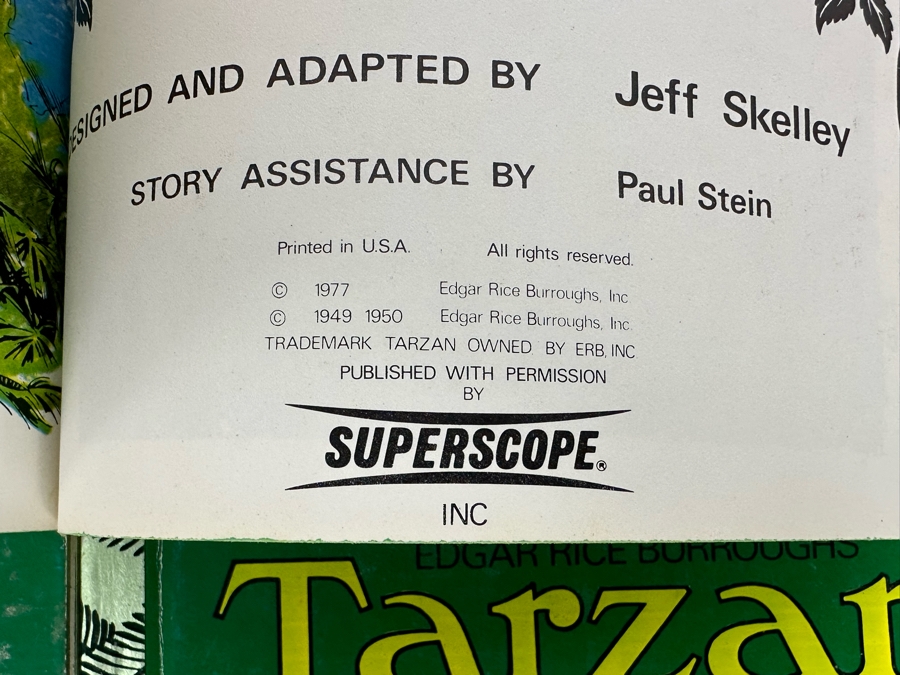 DESIGNED AND ADAPTED BY Jeff Skelley
STORY ASSISTANCE BY Paul Stein
Printed in U.S.A. All rights reserved.
© 1977 Edgar Rice Burroughs, Inc.
© 1949 1950 Edgar Rice Burroughs, Inc.
TRADEMARK TARZAN OWNED BY ERB, INC
PUBLISHED WITH PERMISSION
BY
SUPERSCOPE®
INC
EDGAR RICE BURROUGHS
Tarzan